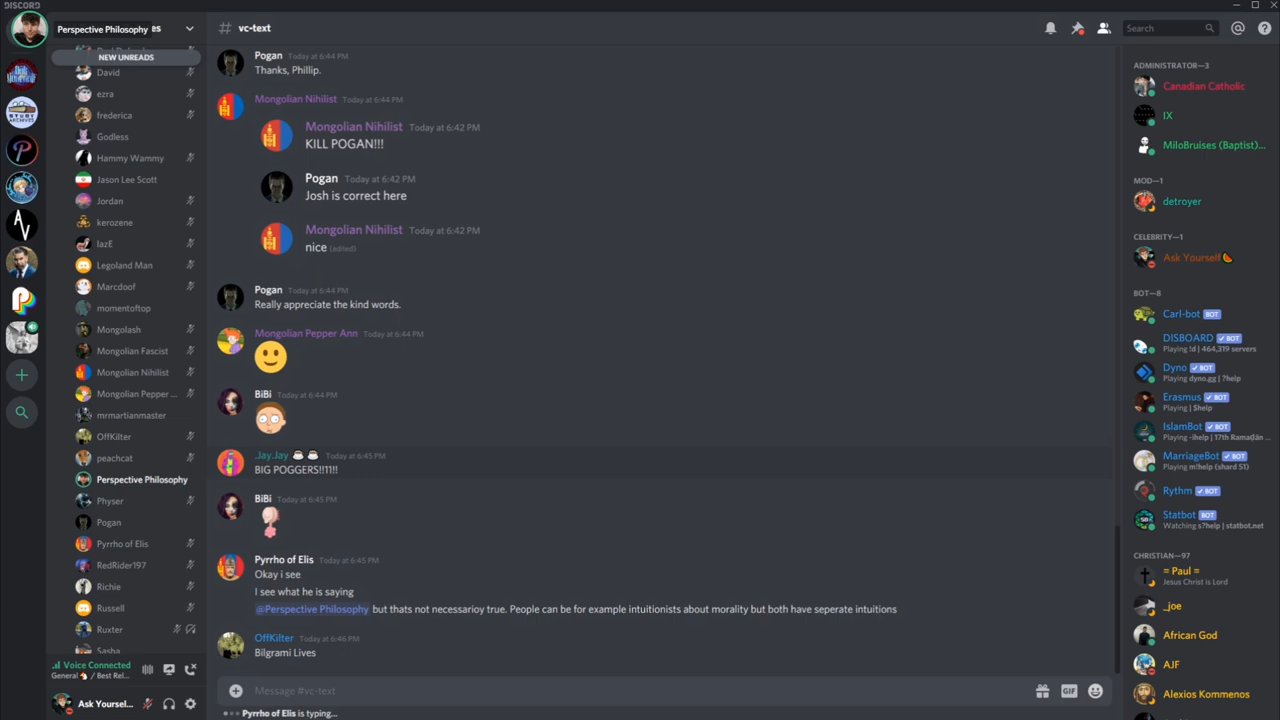 DISCORD
Perspective Philosophy
NEW UNREADS
David
ezra
frederica
Godless
Hammy Wammy
Jason Lee Scott
Jordan
kerozene
lazE
Legoland Man
Marcdoof
momentoftop
Mongolash
Mongolian Fascist
Mongolian Nihilist
Mongolian Pepper ...
mrmartianmaster
OffKilter
peachcat
Perspective Philosophy
Physer
Pogan
Pyrrho of Elis
RedRider197
Richie
Russell
Ruxter
Sasha
Voice Connected
General / Best Rel...
Ask Yoursel...
# vc-text
Search
Pogan Today at 6:44 PM
Thanks, Phillip.
Mongolian Nihilist Today at 6:44 PM
Mongolian Nihilist Today at 6:42 PM
KILL POGAN!!!
Pogan Today at 6:42 PM
Josh is correct here
Mongolian Nihilist Today at 6:42 PM
nice (edited)
Pogan Today at 6:44 PM
Really appreciate the kind words.
Mongolian Pepper Ann Today at 6:44 PM
BiBi Today at 6:44 PM
.Jay.Jay ☕ ☕ Today at 6:45 PM
BIG POGGERS!!11!!
BiBi Today at 6:45 PM
Pyrrho of Elis Today at 6:45 PM
Okay i see
I see what he is saying
@Perspective Philosophy but thats not necessarioy true. People can be for example intuitionists about morality but both have seperate intuitions
OffKilter Today at 6:46 PM
Bilgrami Lives
Message #vc-text
GIF
Pyrrho of Elis is typing...
ADMINISTRATOR—3
Canadian Catholic
IX
MiloBruises (Baptist)...
MOD—1
detroyer
CELEBRITY—1
Ask Yourself 🍉
BOT—8
Carl-bot BOT
DISBOARD ✓ BOT
Playing !d | 464,319 servers
Dyno ✓ BOT
Playing dyno.gg | ?help
Erasmus ✓ BOT
Playing | $help
IslamBot ✓ BOT
Playing -ihelp | 17th Ramaḍān ...
MarriageBot ✓ BOT
Playing m!help (shard 51)
Rythm ✓ BOT
Statbot BOT
Watching s?help | statbot.net
CHRISTIAN—97
= Paul =
Jesus Christ is Lord
_joe
African God
AJF
Alexios Kommenos